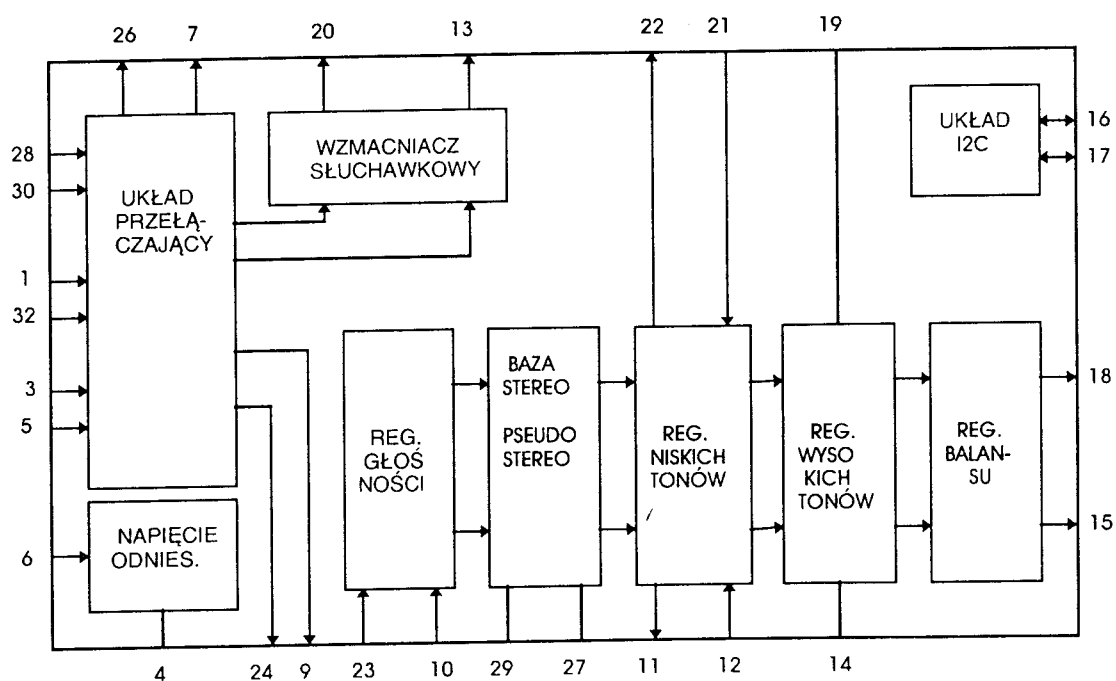 26 7 20 13 22 21 19
28
30
1
32
3
5
6
UKŁAD
PRZEŁĄ-
CZAJĄCY
WZMACNIACZ
SŁUCHAWKOWY
UKŁAD
I2C
16
17
NAPIĘCIE
ODNIES.
REG.
GŁOŚ
NOŚCI
BAZA
STEREO
PSEUDO
STEREO
REG.
NISKICH
TONÓW
REG.
WYSO
KICH
TONÓW
REG.
BALAN-
SU
18
15
4 24 9 23 10 29 27 11 12 14